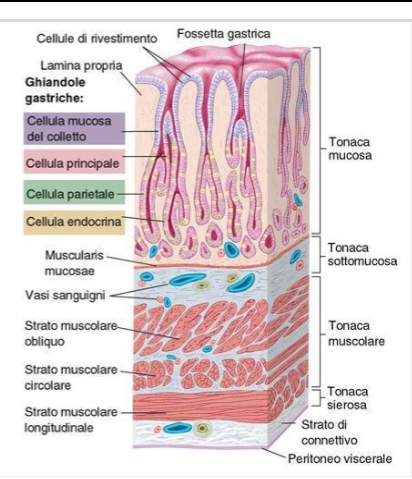 Cellule di rivestimento
Fossetta gastrica
Lamina propria
Ghiandole
gastriche:
Cellula mucosa
del colletto
Cellula principale
Cellula parietale
Cellula endocrina
Muscularis
mucosae
Vasi sanguigni
Strato muscolare
obliquo
Strato muscolare
circolare
Strato muscolare
longitudinale
Tonaca
mucosa
Tonaca
sottomucosa
Tonaca
muscolare
Tonaca
sierosa
Strato di
connettivo
Peritoneo viscerale